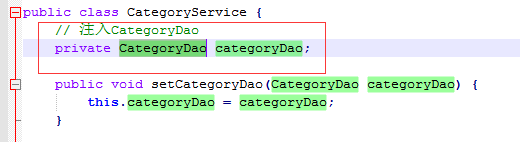 public class CategoryService {
// 注入CategoryDao
private CategoryDao categoryDao;
public void setCategoryDao(CategoryDao categoryDao) {
this.categoryDao = categoryDao;
}